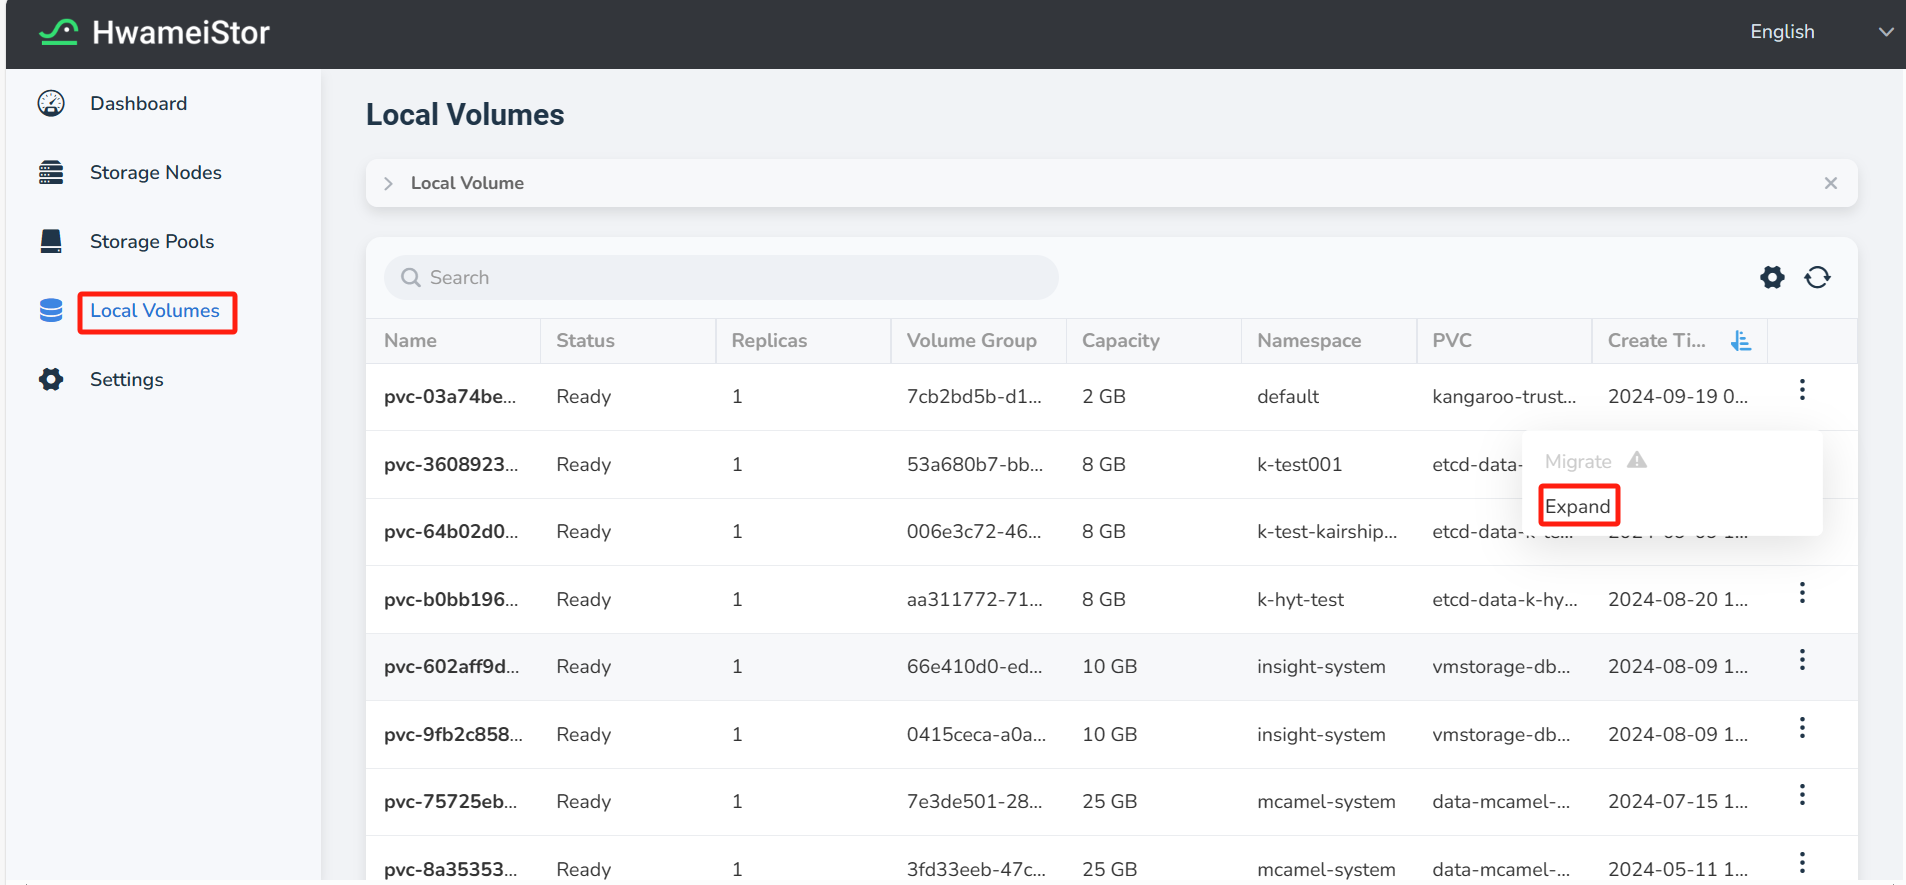 HwameiStor
English
Dashboard
Storage Nodes
Storage Pools
Local Volumes
Settings
Local Volumes
Local Volume
Search
Name Status Replicas Volume Group Capacity Namespace PVC Create Ti...
pvc-03a74be... Ready 1 7cb2bd5b-d1... 2 GB default kangaroo-trust... 2024-09-19 0...
pvc-3608923... Ready 1 53a680b7-bb... 8 GB k-test001 etcd-data-
Migrate
Expand
pvc-64b02d0... Ready 1 006e3c72-46... 8 GB k-test-kairship... etcd-data-
pvc-b0bb196... Ready 1 aa311772-71... 8 GB k-hyt-test etcd-data-k-hy... 2024-08-20 1...
pvc-602aff9d... Ready 1 66e410d0-ed... 10 GB insight-system vmstorage-db... 2024-08-09 1...
pvc-9fb2c858... Ready 1 0415ceca-a0a... 10 GB insight-system vmstorage-db... 2024-08-09 1...
pvc-75725eb... Ready 1 7e3de501-28... 25 GB mcamel-system data-mcamel-... 2024-07-15 1...
pvc-8a35353... Ready 1 3fd33eeb-47c... 25 GB mcamel-system data-mcamel-... 2024-05-11 1...